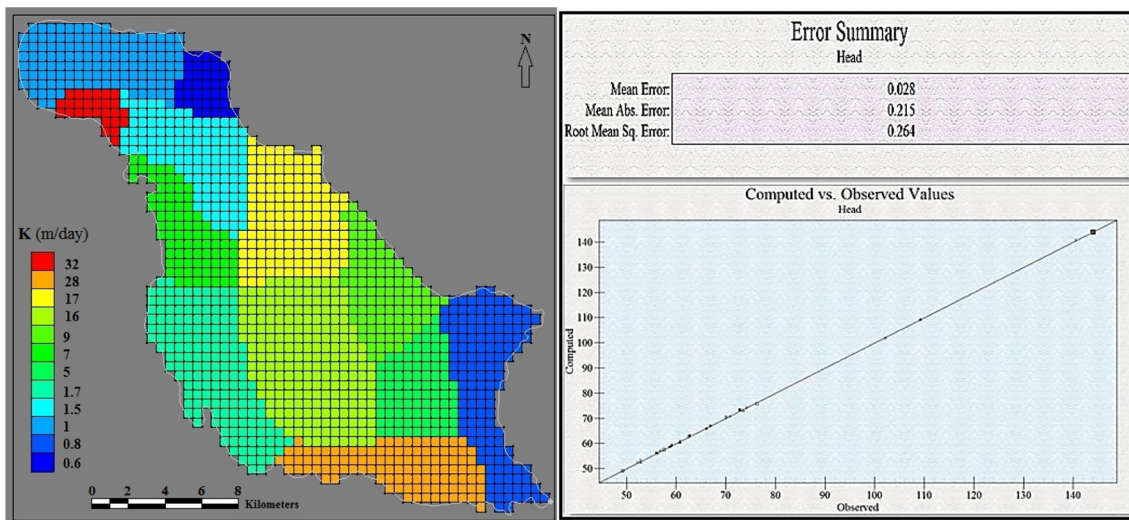 N
K (m/day)
32
28
17
16
9
7
5
1.7
1.5
1
0.8
0.6
0 2 4 6 8
Kilometers
Error Summary
Head
Mean Error: 0.028
Mean Abs. Error: 0.215
Root Mean Sq. Error: 0.264
Computed vs. Observed Values
Head
Computed
140
130
120
110
100
90
80
70
60
50
50 60 70 80 90 100 110 120 130 140
Observed